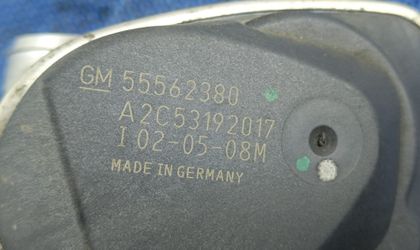 GM 55562380
A2C53192017
I 02-05-08M
MADE IN GERMANY